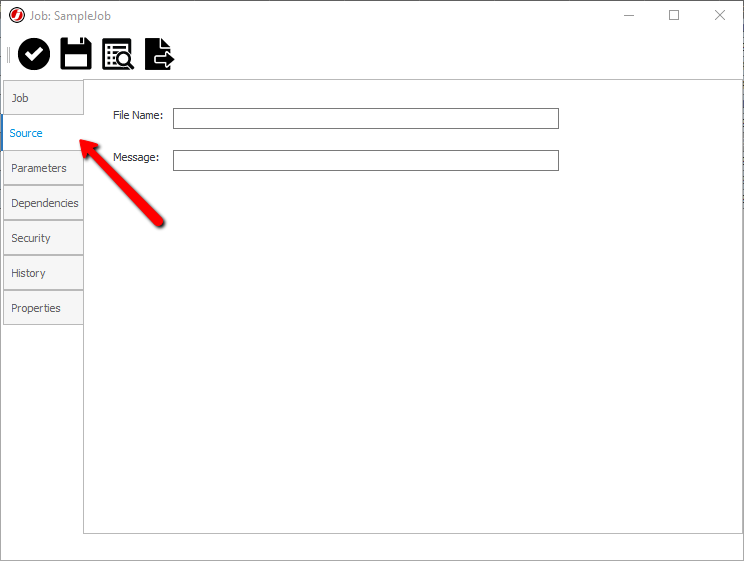 Job: SampleJob
Job
Source
Parameters
Dependencies
Security
History
Properties
File Name:
Message: